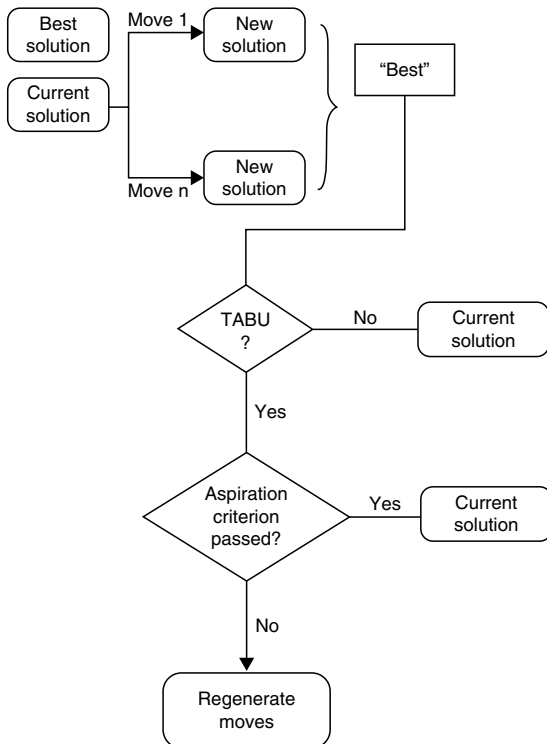 Best
solution
Move 1
New
solution
“Best”
Current
solution
Move n
New
solution
TABU
?
No
Current
solution
Yes
Aspiration
criterion
passed?
Yes
Current
solution
No
Regenerate
moves